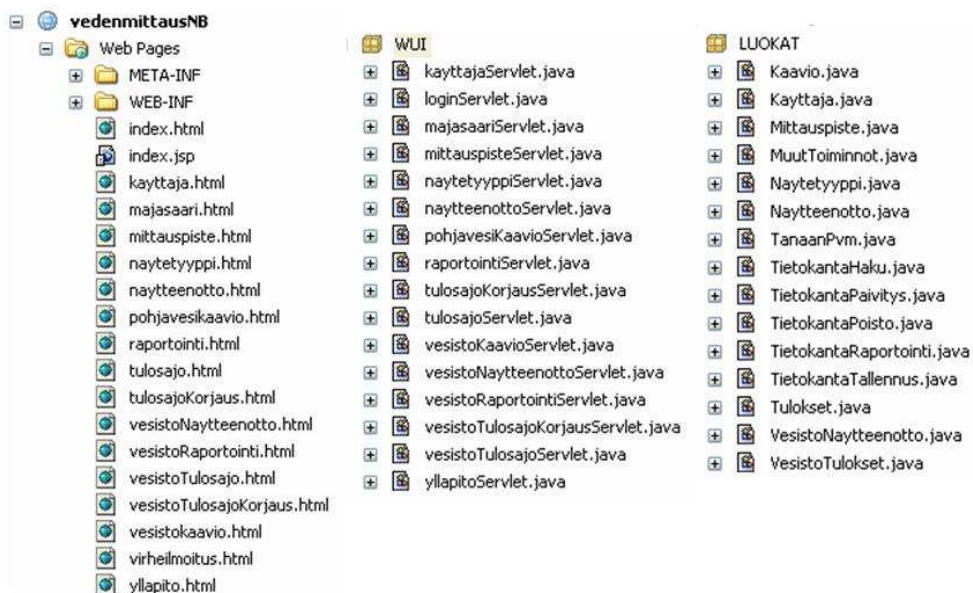 vedenmittausNB
Web Pages
META-INF
WEB-INF
index.html
index.jsp
kayttaja.html
majasaari.html
mittauspiste.html
naytetyyppi.html
naytteenotto.html
pohjavesikaavio.html
raportointi.html
tulosajo.html
tulosajoKorjaus.html
vesistoNaytteenotto.html
vesistoRaportointi.html
vesistoTulosajo.html
vesistoTulosajoKorjaus.html
vesistokaavio.html
virheilmoitus.html
yllapito.html
WUI
kayttajaServlet.java
loginServlet.java
majasaariServlet.java
mittauspisteServlet.java
naytetyyppiServlet.java
naytteenottoServlet.java
pohjavesiKaavioServlet.java
raportointiServlet.java
tulosajoKorjausServlet.java
tulosajoServlet.java
vesistoKaavioServlet.java
vesistoNaytteenottoServlet.java
vesistoRaportointiServlet.java
vesistoTulosajoKorjausServlet.java
vesistoTulosajoServlet.java
yllapitoServlet.java
LUOKAT
Kaavio.java
Kayttaja.java
Mittauspiste.java
MuutToiminnot.java
Naytetyyppi.java
Naytteenotto.java
TanaanPvm.java
TietokantaHaku.java
TietokantaPaivitys.java
TietokantaPoisto.java
TietokantaRaportointi.java
TietokantaTallennus.java
Tulokset.java
VesistoNaytteenotto.java
VesistoTulokset.java